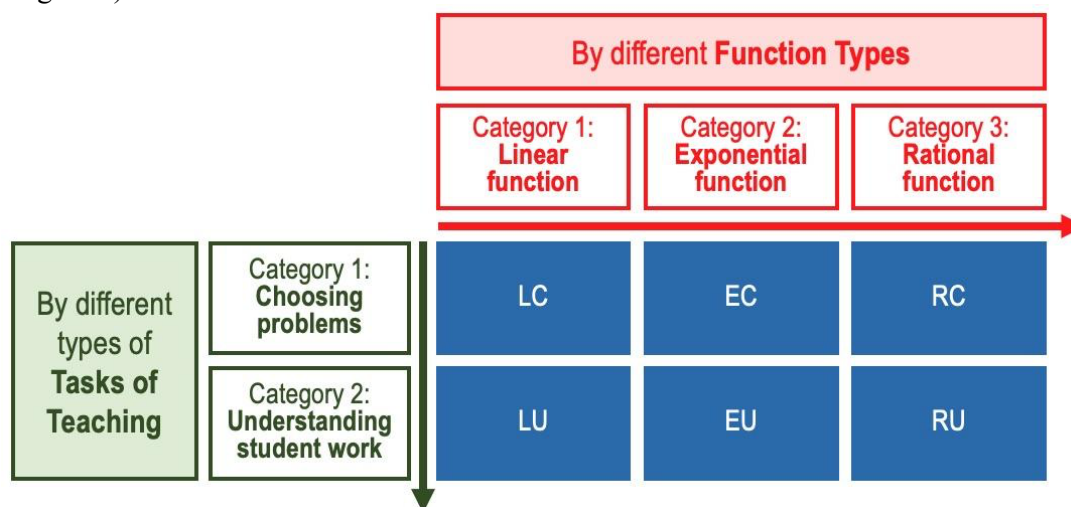 By different Function Types
Category 1:
Linear
function
Category 2:
Exponential
function
Category 3:
Rational
function
By different
types of
Tasks of
Teaching
Category 1:
Choosing
problems
LC
EC
RC
Category 2:
Understanding
student work
LU
EU
RU